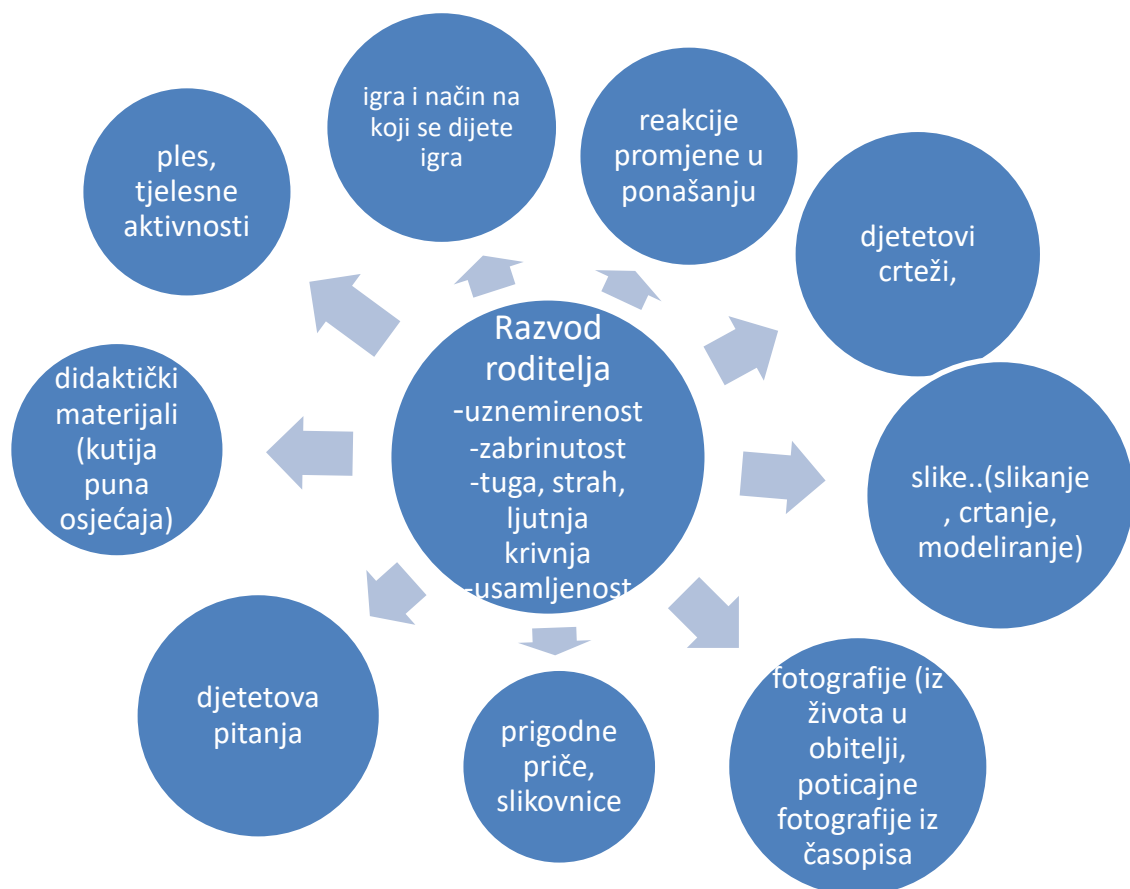 igra i način na
koji se dijete
igra
reakcije
promjene u
ponašanju
ples,
tjelesne
aktivnosti
djetetovi
crteži,
Razvod
roditelja
-uznemirenost
-zabrinutost
-tuga, strah,
ljutnja
krivnja
-usamljenost
didaktički
materijali
(kutija
puna
osjećaja)
slike..(slikanje
, crtanje,
modeliranje)
djetetova
pitanja
prigodne
priče,
slikovnice
fotografije (iz
života u
obitelji,
poticajne
fotografije iz
časopisa